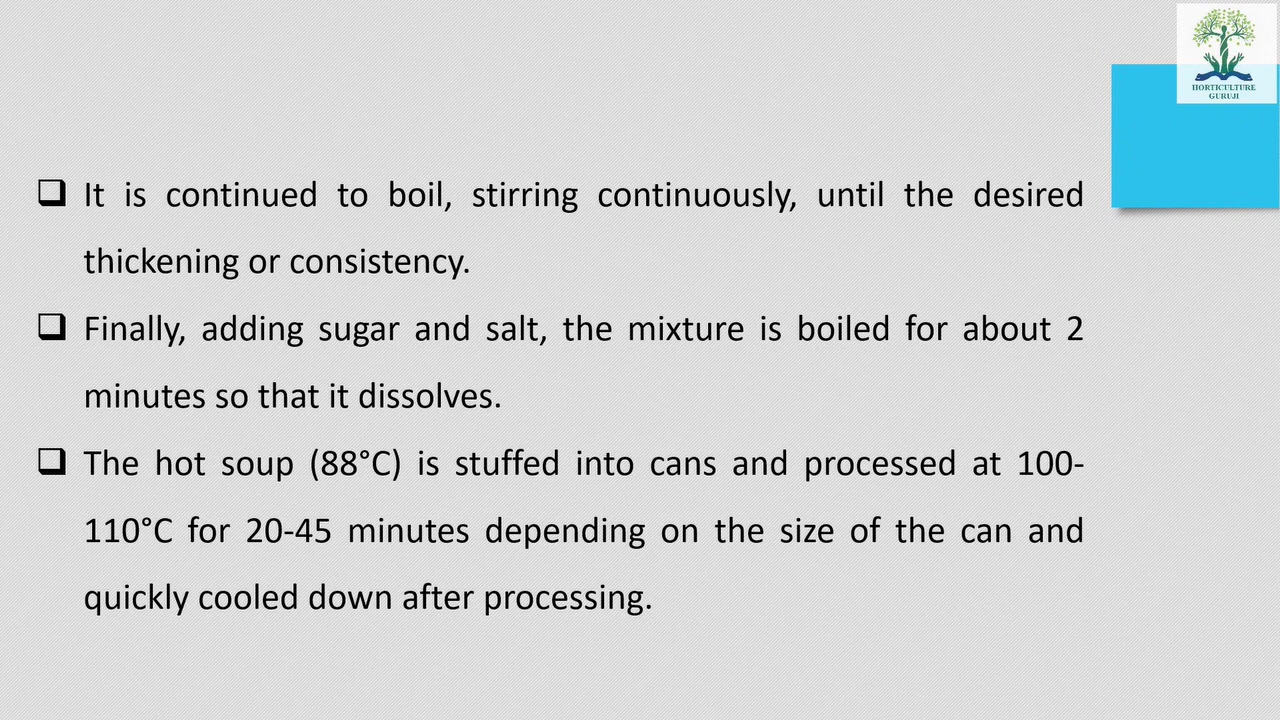 HORTICULTURE
GURUJI
❑ It is continued to boil, stirring continuously, until the desired
thickening or consistency.
❑ Finally, adding sugar and salt, the mixture is boiled for about 2
minutes so that it dissolves.
❑ The hot soup (88°C) is stuffed into cans and processed at 100-
110°C for 20-45 minutes depending on the size of the can and
quickly cooled down after processing.